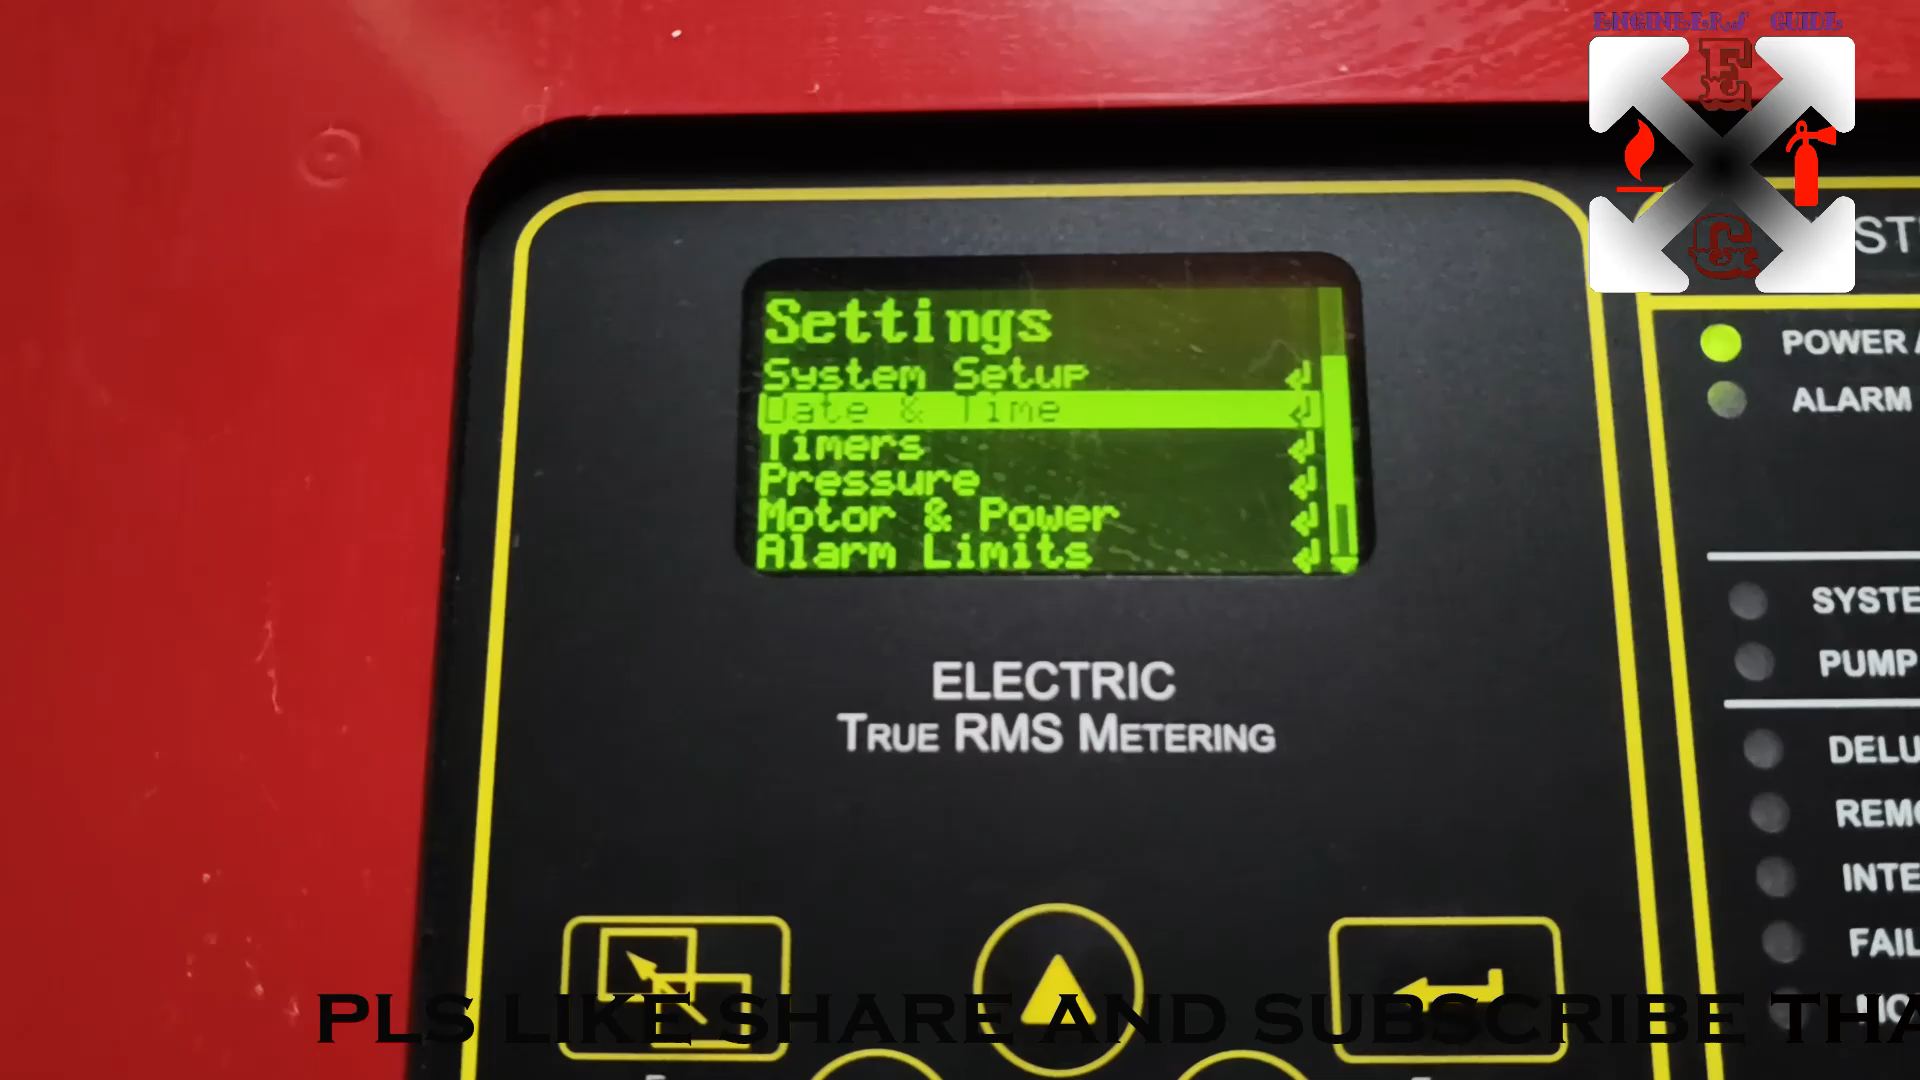 ENGINEERS GUIDE
E
G
Settings
System Setup
Date & Time
Timers
Pressure
Motor & Power
Alarm Limits
ELECTRIC
TRUE RMS METERING
POWER
ALARM
PUMP
PLS LIKE SHARE AND SUBSCRIBE